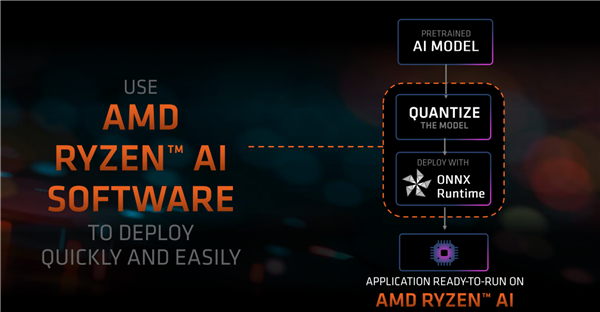 USE
AMD
RYZEN™ AI
SOFTWARE
TO DEPLOY
QUICKLY AND EASILY
PRETRAINED
AI MODEL
QUANTIZE
THE MODEL
DEPLOY WITH
ONNX
Runtime
APPLICATION READY-TO-RUN ON
AMD RYZEN™ AI